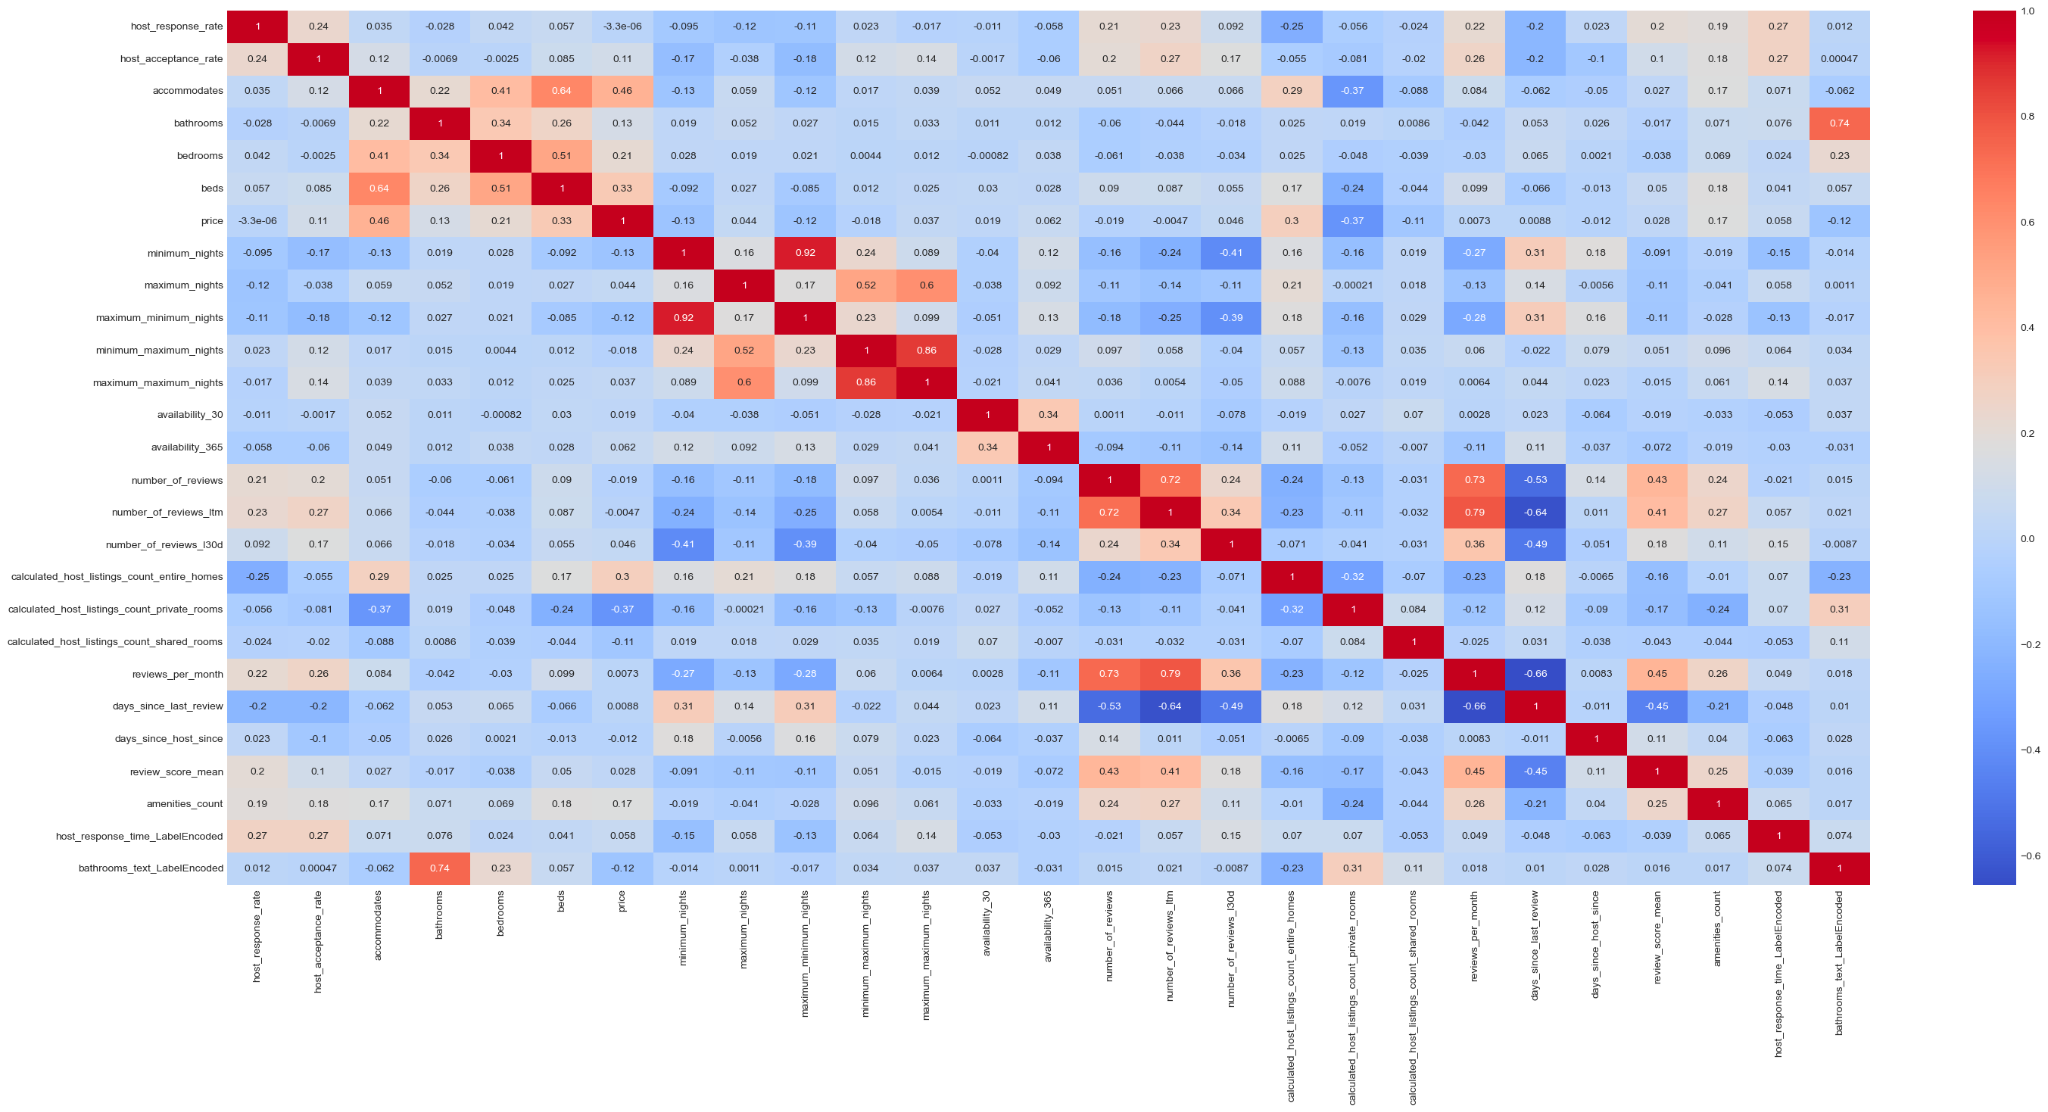 host_response_rate 1 0.24 0.035 -0.028 0.042 0.057 -3.3e-06 -0.095 -0.12 -0.11 0.023 -0.017 -0.011 -0.058 0.21 0.23 0.092 -0.25 -0.056 -0.024 0.22 -0.2 0.023 0.2 0.19 0.27 0.012
host_acceptance_rate 0.24 1 0.12 -0.0069 -0.0025 0.085 0.11 -0.17 -0.038 -0.18 0.12 0.14 -0.0017 -0.06 0.2 0.27 0.17 -0.055 -0.081 -0.02 0.26 -0.2 -0.1 0.1 0.18 0.27 0.00047
accommodates 0.035 0.12 1 0.22 0.41 0.64 0.46 -0.13 0.059 -0.12 0.017 0.039 0.052 0.049 0.051 0.066 0.066 0.29 -0.37 -0.088 0.084 -0.062 -0.05 0.027 0.17 0.071 -0.062
bathrooms -0.028 -0.0069 0.22 1 0.34 0.26 0.13 0.019 0.052 0.027 0.015 0.033 0.011 0.012 -0.06 -0.044 -0.018 0.025 0.019 0.0086 -0.042 0.053 0.026 -0.017 0.071 0.076 0.74
bedrooms 0.042 -0.0025 0.41 0.34 1 0.51 0.21 0.028 0.019 0.021 0.0044 0.012 -0.00082 0.038 -0.061 -0.038 -0.034 0.025 -0.048 -0.039 -0.03 0.065 0.0021 -0.038 0.069 0.024 0.23
beds 0.057 0.085 0.64 0.26 0.51 1 0.33 -0.092 0.027 -0.085 0.012 0.025 0.03 0.028 0.09 0.087 0.055 0.17 -0.24 -0.044 0.099 -0.066 -0.013 0.05 0.18 0.041 0.057
price -3.3e-06 0.11 0.46 0.13 0.21 0.33 1 -0.13 0.044 -0.12 -0.018 0.037 0.019 0.062 -0.019 -0.0047 0.046 0.3 -0.37 -0.11 0.0073 0.0088 -0.012 0.028 0.17 0.058 -0.12
minimum_nights -0.095 -0.17 -0.13 0.019 0.028 -0.092 -0.13 1 0.16 0.92 0.24 0.089 -0.04 0.12 -0.16 -0.24 -0.41 0.16 -0.16 0.019 -0.27 0.31 0.18 -0.091 -0.019 -0.15 -0.014
maximum_nights -0.12 -0.038 0.059 0.052 0.019 0.027 0.044 0.16 1 0.17 0.52 0.6 -0.038 0.092 -0.11 -0.14 -0.11 0.21 -0.00021 0.018 -0.13 0.14 -0.0056 -0.11 -0.041 0.058 0.0011
maximum_minimum_nights -0.11 -0.18 -0.12 0.027 0.021 -0.085 -0.12 0.92 0.17 1 0.23 0.099 -0.051 0.13 -0.18 -0.25 -0.39 0.18 -0.16 0.029 -0.28 0.31 0.16 -0.11 -0.028 -0.13 -0.017
minimum_maximum_nights 0.023 0.12 0.017 0.015 0.0044 0.012 -0.018 0.24 0.52 0.23 1 0.86 -0.028 0.029 0.097 0.058 -0.04 0.057 -0.13 0.035 0.06 -0.022 0.079 0.051 0.096 0.064 0.034
maximum_maximum_nights -0.017 0.14 0.039 0.033 0.012 0.025 0.037 0.089 0.6 0.099 0.86 1 -0.021 0.041 0.036 0.0054 -0.05 0.088 -0.0076 0.019 0.0064 0.044 0.023 -0.015 0.061 0.14 0.037
availability_30 -0.011 -0.0017 0.052 0.011 -0.00082 0.03 0.019 -0.04 -0.038 -0.051 -0.028 -0.021 1 0.34 0.0011 -0.011 -0.078 -0.019 0.027 0.07 0.0028 0.023 -0.064 -0.019 -0.033 -0.053 0.037
availability_365 -0.058 -0.06 0.049 0.012 0.038 0.028 0.062 0.12 0.092 0.13 0.029 0.041 0.34 1 -0.094 -0.11 -0.14 0.11 -0.052 -0.007 -0.11 0.11 -0.037 -0.072 -0.019 -0.03 -0.031
number_of_reviews 0.21 0.2 0.051 -0.06 -0.061 0.09 -0.019 -0.16 -0.11 -0.18 0.097 0.036 0.0011 -0.094 1 0.72 0.24 -0.24 -0.13 -0.031 0.73 -0.53 0.14 0.43 0.24 -0.021 0.015
number_of_reviews_ltm 0.23 0.27 0.066 -0.044 -0.038 0.087 -0.0047 -0.24 -0.14 -0.25 0.058 0.0054 -0.011 -0.11 0.72 1 0.34 -0.23 -0.11 -0.032 0.79 -0.64 0.011 0.41 0.27 0.057 0.021
number_of_reviews_l30d 0.092 0.17 0.066 -0.018 -0.034 0.055 0.046 -0.41 -0.11 -0.39 -0.04 -0.05 -0.078 -0.14 0.24 0.34 1 -0.071 -0.041 -0.031 0.36 -0.49 -0.051 0.18 0.11 0.15 -0.0087
calculated_host_listings_count_entire_homes -0.25 -0.055 0.29 0.025 0.025 0.17 0.3 0.16 0.21 0.18 0.057 0.088 -0.019 0.11 -0.24 -0.23 -0.071 1 -0.32 -0.07 -0.23 0.18 -0.0065 -0.16 -0.01 0.07 -0.23
calculated_host_listings_count_private_rooms -0.056 -0.081 -0.37 0.019 -0.048 -0.24 -0.37 -0.16 -0.00021 -0.16 -0.13 -0.0076 0.027 -0.052 -0.13 -0.11 -0.041 -0.32 1 0.084 -0.12 0.12 -0.09 -0.17 -0.24 0.07 0.31
calculated_host_listings_count_shared_rooms -0.024 -0.02 -0.088 0.0086 -0.039 -0.044 -0.11 0.019 0.018 0.029 0.035 0.019 0.07 -0.007 -0.031 -0.032 -0.031 -0.07 0.084 1 -0.025 0.031 -0.038 -0.043 -0.044 -0.053 0.11
reviews_per_month 0.22 0.26 0.084 -0.042 -0.03 0.099 0.0073 -0.27 -0.13 -0.28 0.06 0.0064 0.0028 -0.11 0.73 0.79 0.36 -0.23 -0.12 -0.025 1 -0.66 0.0083 0.45 0.26 0.049 0.018
days_since_last_review -0.2 -0.2 -0.062 0.053 0.065 -0.066 0.0088 0.31 0.14 0.31 -0.022 0.044 0.023 0.11 -0.53 -0.64 -0.49 0.18 0.12 0.031 -0.66 1 -0.011 -0.45 -0.21 -0.048 0.01
days_since_host_since 0.023 -0.1 -0.05 0.026 0.0021 -0.013 -0.012 0.18 -0.0056 0.16 0.079 0.023 -0.064 -0.037 0.14 0.011 -0.051 -0.0065 -0.09 -0.038 0.0083 -0.011 1 0.11 0.04 -0.063 0.028
review_score_mean 0.2 0.1 0.027 -0.017 -0.038 0.05 0.028 -0.091 -0.11 -0.11 0.051 -0.015 -0.019 -0.072 0.43 0.41 0.18 -0.16 -0.17 -0.043 0.45 -0.45 0.11 1 0.25 -0.039 0.016
amenities_count 0.19 0.18 0.17 0.071 0.069 0.18 0.17 -0.019 -0.041 -0.028 0.096 0.061 -0.033 -0.019 0.24 0.27 0.11 -0.01 -0.24 -0.044 0.26 -0.21 0.04 0.25 1 0.065 0.017
host_response_time_LabelEncoded 0.27 0.27 0.071 0.076 0.024 0.041 0.058 -0.15 0.058 -0.13 0.064 0.14 -0.053 -0.03 -0.021 0.057 0.15 0.07 0.07 -0.053 0.049 -0.048 -0.063 -0.039 0.065 1 0.074
bathrooms_text_LabelEncoded 0.012 0.00047 -0.062 0.74 0.23 0.057 -0.12 -0.014 0.0011 -0.017 0.034 0.037 0.037 -0.031 0.015 0.021 -0.0087 -0.23 0.31 0.11 0.018 0.01 0.028 0.016 0.017 0.074 1
host_response_rate
host_acceptance_rate
accommodates
bathrooms
bedrooms
beds
price
minimum_nights
maximum_nights
maximum_minimum_nights
minimum_maximum_nights
maximum_maximum_nights
availability_30
availability_365
number_of_reviews
number_of_reviews_ltm
number_of_reviews_l30d
calculated_host_listings_count_entire_homes
calculated_host_listings_count_private_rooms
calculated_host_listings_count_shared_rooms
reviews_per_month
days_since_last_review
days_since_host_since
review_score_mean
amenities_count
host_response_time_LabelEncoded
bathrooms_text_LabelEncoded
1.0
0.8
0.6
0.4
0.2
0.0
−0.2
−0.4
−0.6